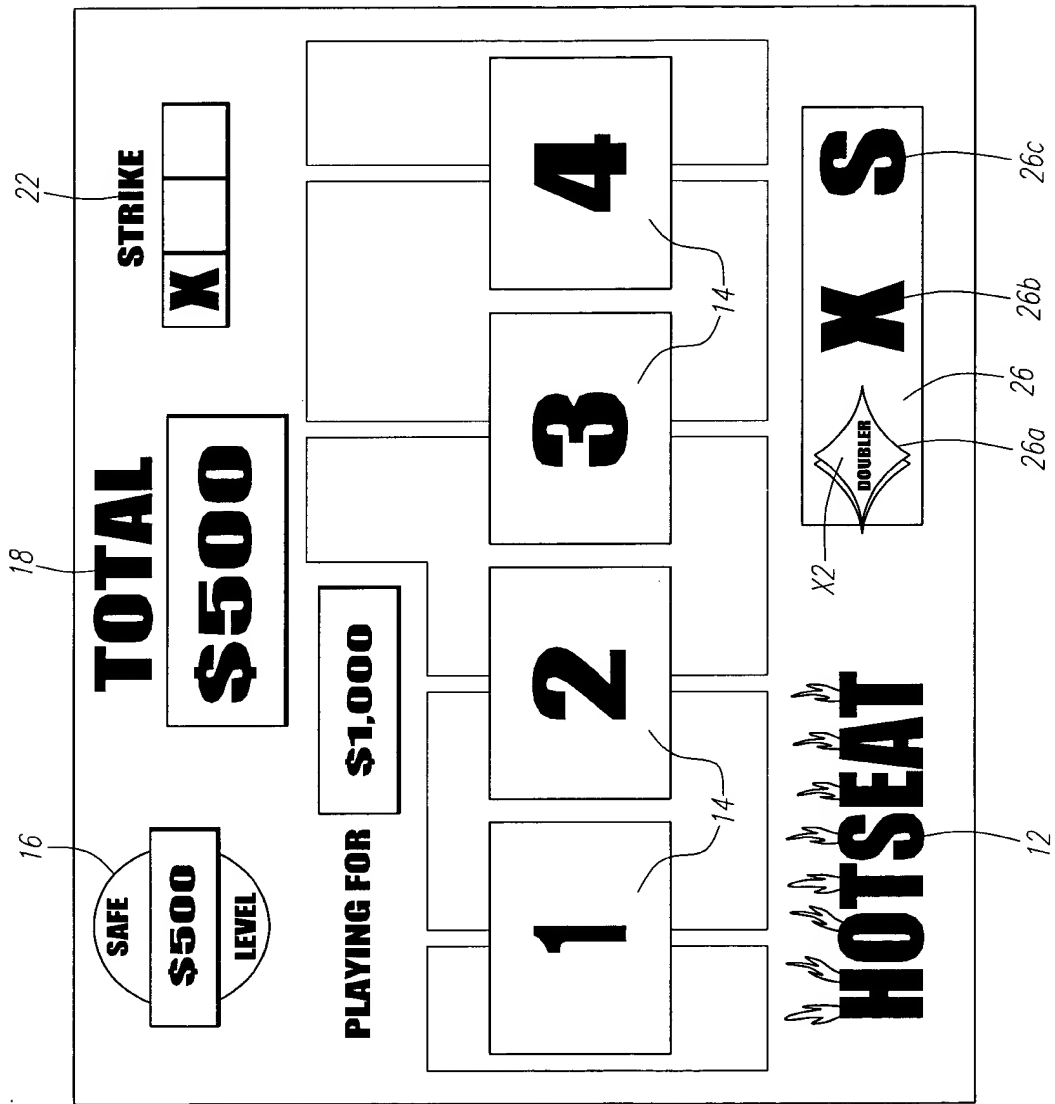 16
18
22
SAFE
$500
LEVEL
TOTAL
$500
STRIKE
X
PLAYING FOR
$1,000
1
2
3
4
14
14
HOTSEAT
DOUBLER
X
S
12
X2
26a
26
26b
26c